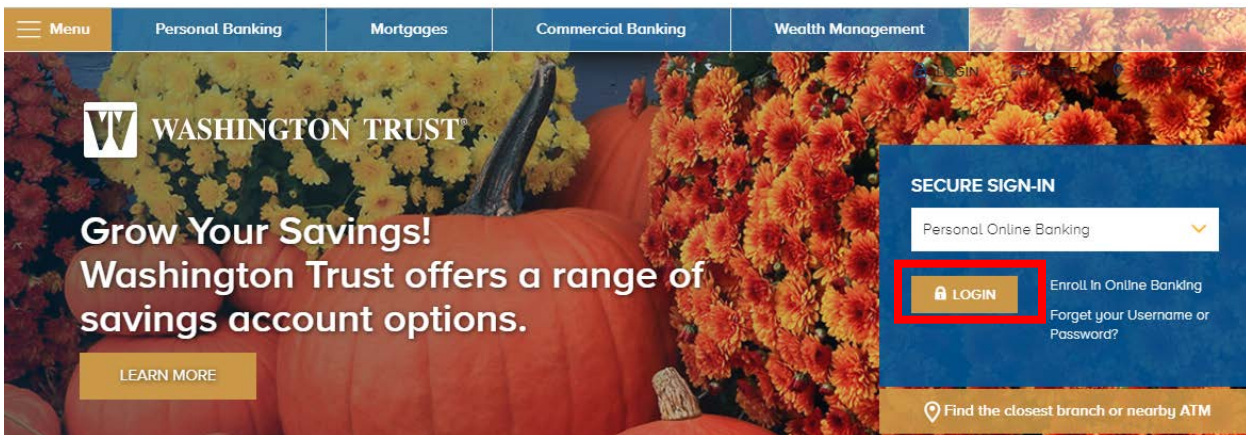 Menu
Personal Banking
Mortgages
Commercial Banking
Wealth Management
LOGIN
WASHINGTON TRUST®
Grow Your Savings!
Washington Trust offers a range of
savings account options.
LEARN MORE
SECURE SIGN-IN
Personal Online Banking
LOGIN
Enroll in Online Banking
Forget your Username or
Password?
Find the closest branch or nearby ATM